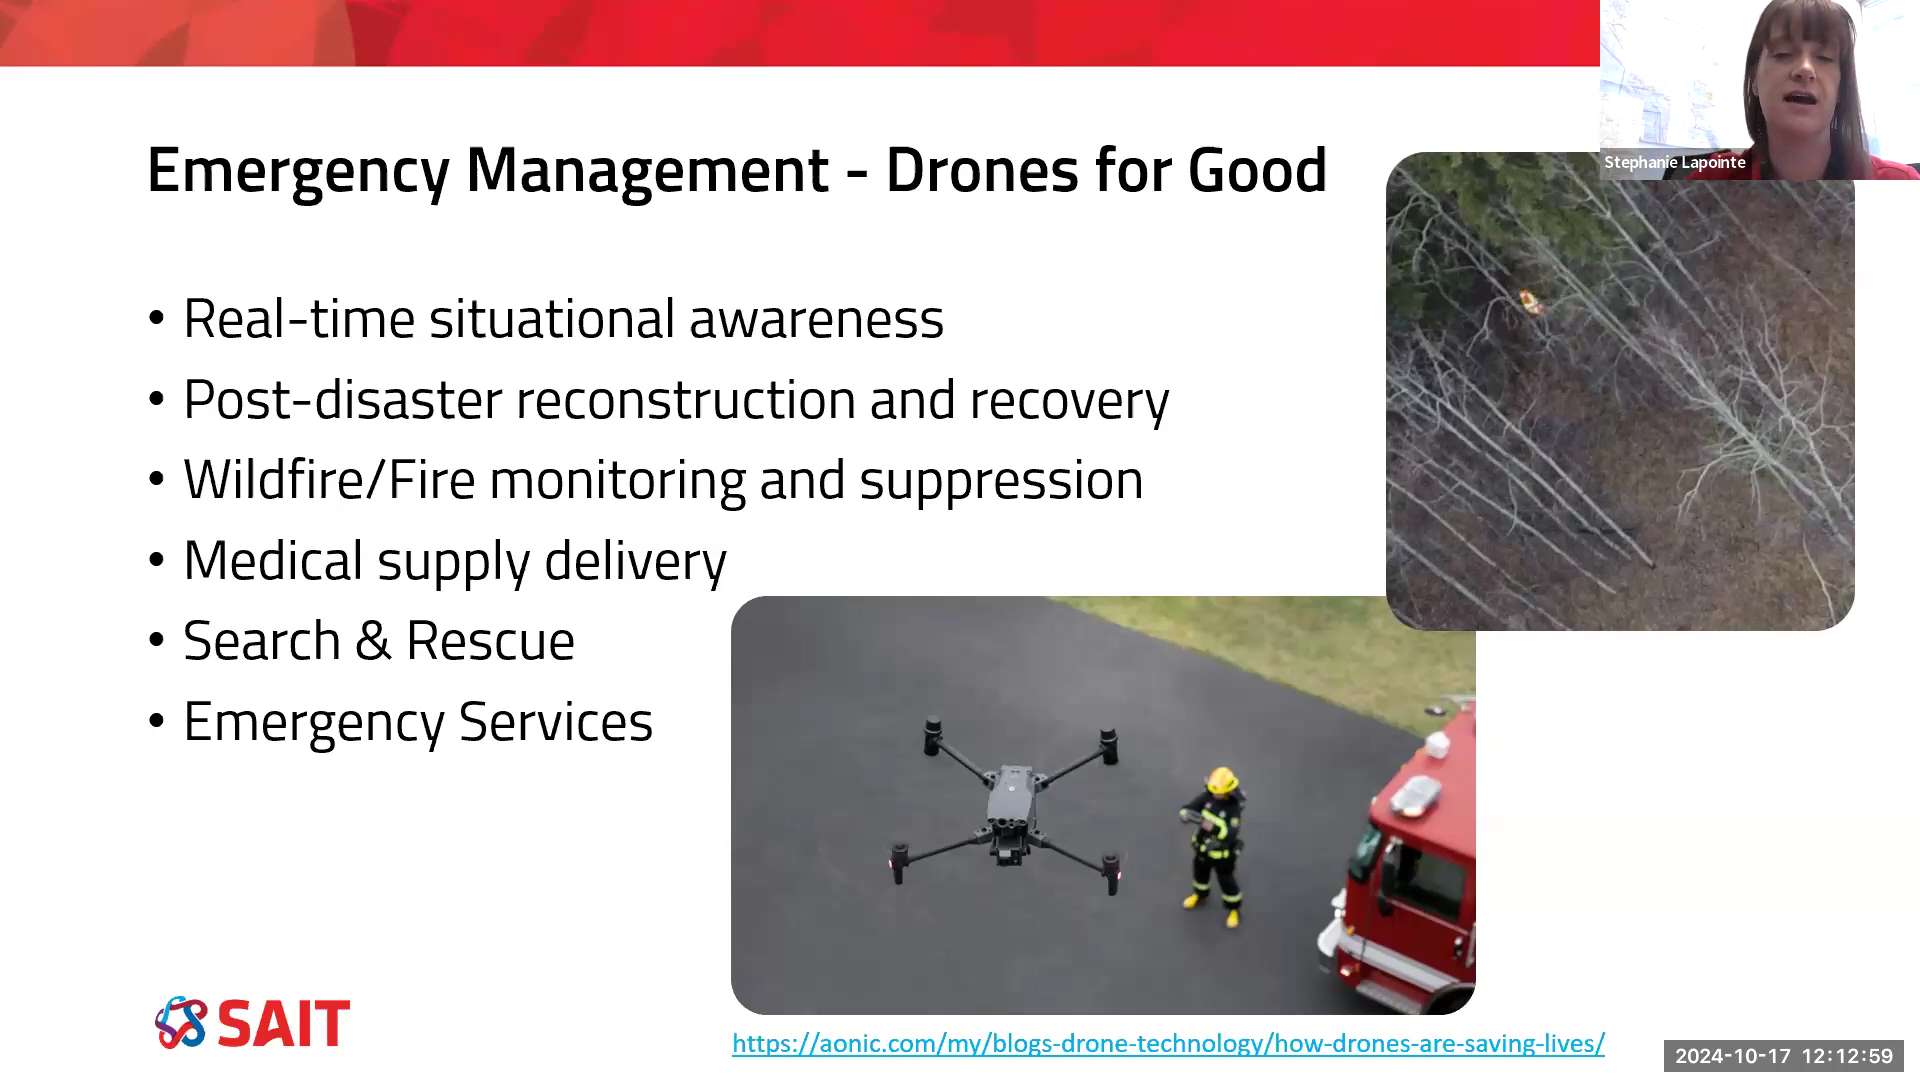 Stephanie Lapointe
Emergency Management - Drones for Good
• Real-time situational awareness
• Post-disaster reconstruction and recovery
• Wildfire/Fire monitoring and suppression
• Medical supply delivery
• Search & Rescue
• Emergency Services
SAIT
https://aonic.com/my/blogs-drone-technology/how-drones-are-saving-lives/
2024-10-17 12:12:59